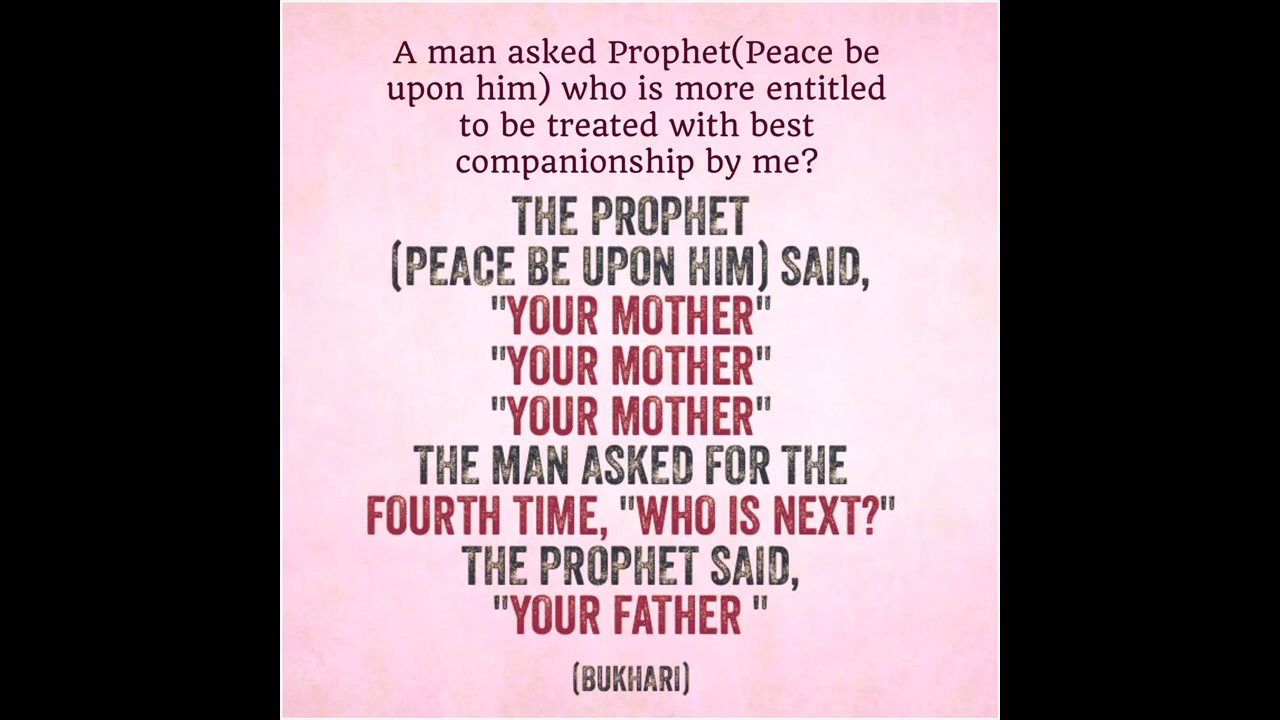 A man asked Prophet(Peace be
upon him) who is more entitled
to be treated with best
companionship by me?
THE PROPHET
(PEACE BE UPON HIM) SAID,
"YOUR MOTHER"
"YOUR MOTHER"
"YOUR MOTHER"
THE MAN ASKED FOR THE
FOURTH TIME, "WHO IS NEXT?"
THE PROPHET SAID,
"YOUR FATHER "
(BUKHARI)